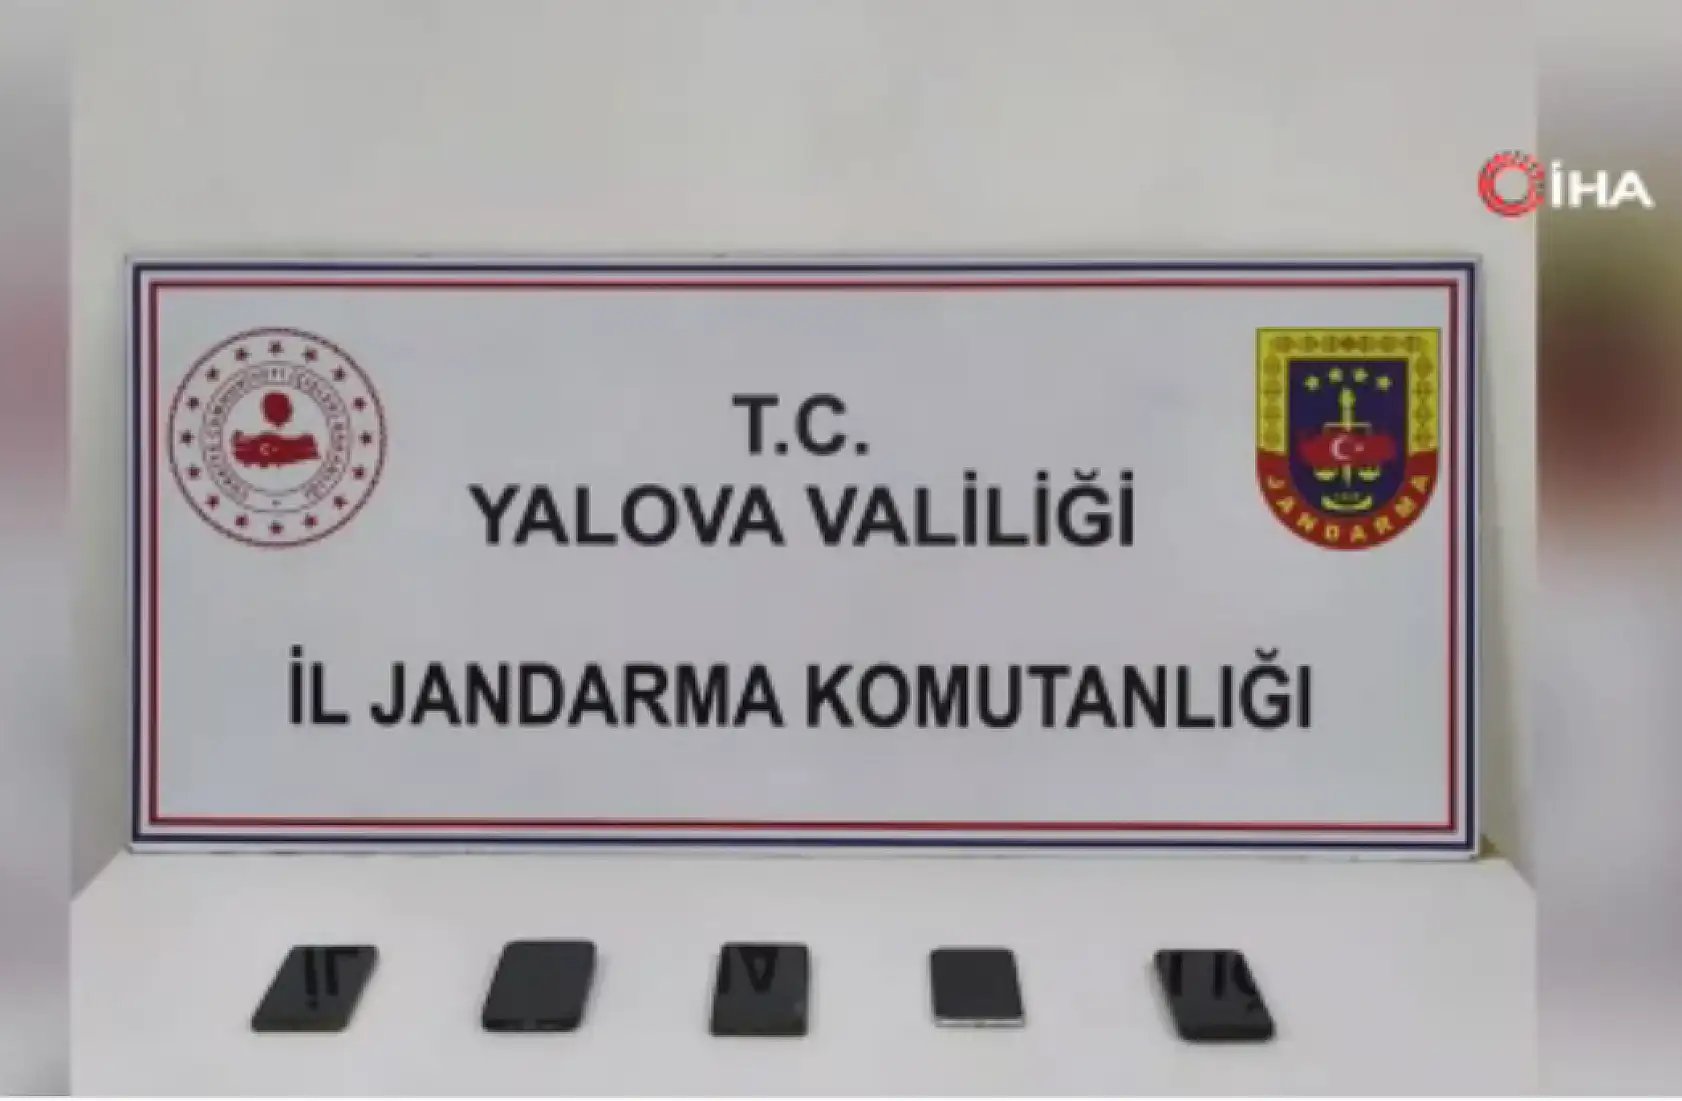 İHA
T.C.
YALOVA VALİLİĞİ
İL JANDARMA KOMUTANLIĞI
JANDARMA